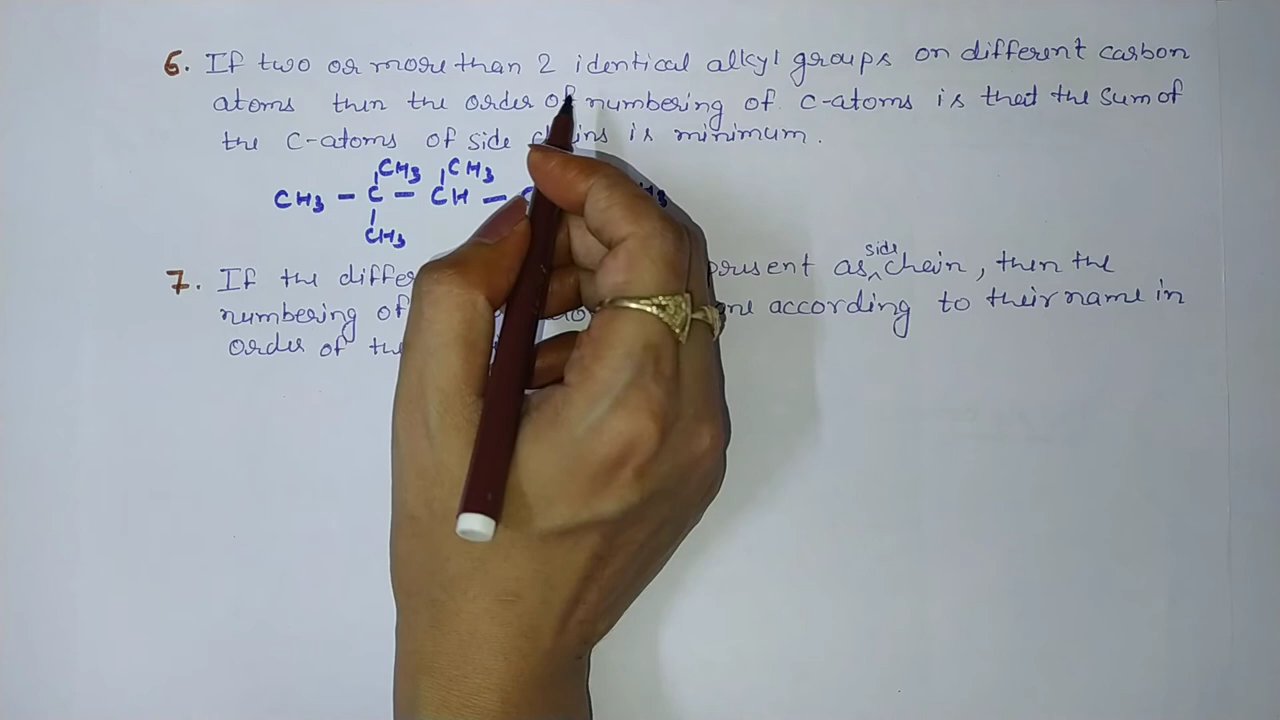 6. If two or more than 2 identical alkyl groups on different carbon
atoms then the order of numbering of C-atoms is that the sum of
the C-atoms of side is minimum.
CH3 CH3
CH3 - C - CH -
CH3
7. If the as side chein, then the
numbering of according to their name in
order of